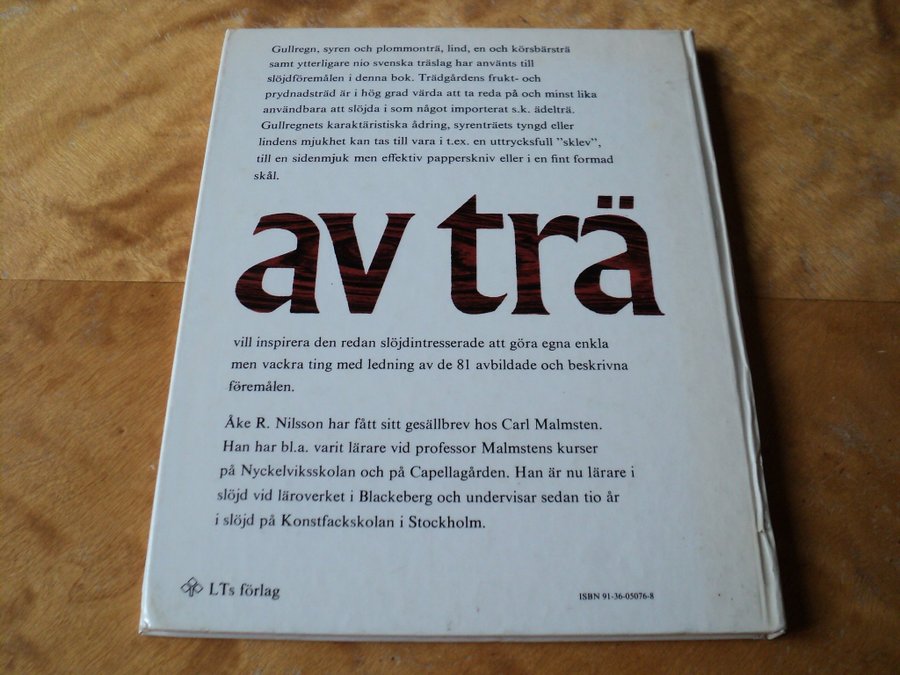 Gullregn, syren och plommonträ, lind, en och körsbärsträ
samt ytterligare nio svenska träslag har använts till
slöjdföremålen i denna bok. Trädgårdens frukt- och
prydnadsträd är i hög grad värda att ta reda på och minst lika
användbara att slöjda i som något importerat s.k. ädelträ.
Gullregnets karaktäristiska ådring, syrenträets tyngd eller
lindens mjukhet kan tas till vara i t.ex. en uttrycksfull ”sklev”,
till en sidenmjuk men effektiv papperskniv eller i en fint formad
skål.
av trä
vill inspirera den redan slöjdintresserade att göra egna enkla
men vackra ting med ledning av de 81 avbildade och beskrivna
föremålen.
Åke R. Nilsson har fått sitt gesällbrev hos Carl Malmsten.
Han har bl.a. varit lärare vid professor Malmstens kurser
på Nyckelviksskolan och på Capellagården. Han är nu lärare i
slöjd vid läroverket i Blackeberg och undervisar sedan tio år
i slöjd på Konstfackskolan i Stockholm.
LTs förlag
ISBN 91-36-05076-8